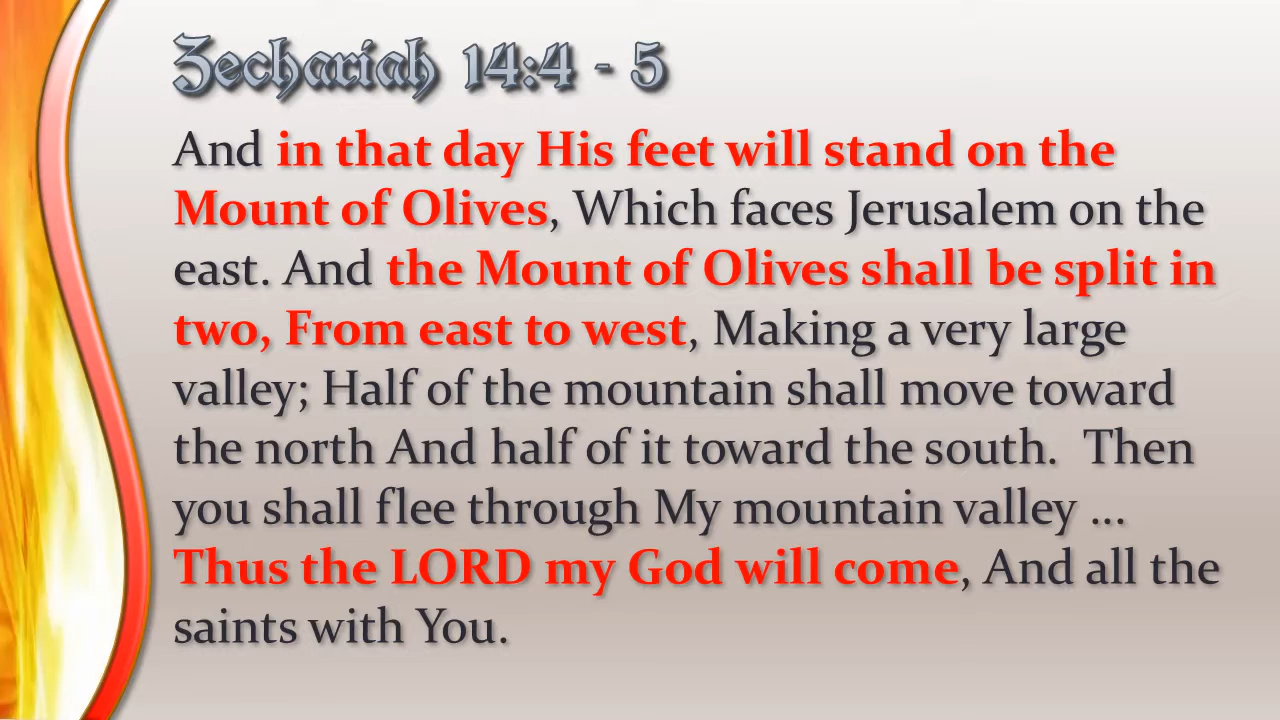 Zechariah 14:4 - 5
And in that day His feet will stand on the
Mount of Olives, Which faces Jerusalem on the
east. And the Mount of Olives shall be split in
two, From east to west, Making a very large
valley; Half of the mountain shall move toward
the north And half of it toward the south.  Then
you shall flee through My mountain valley ...
Thus the LORD my God will come, And all the
saints with You.